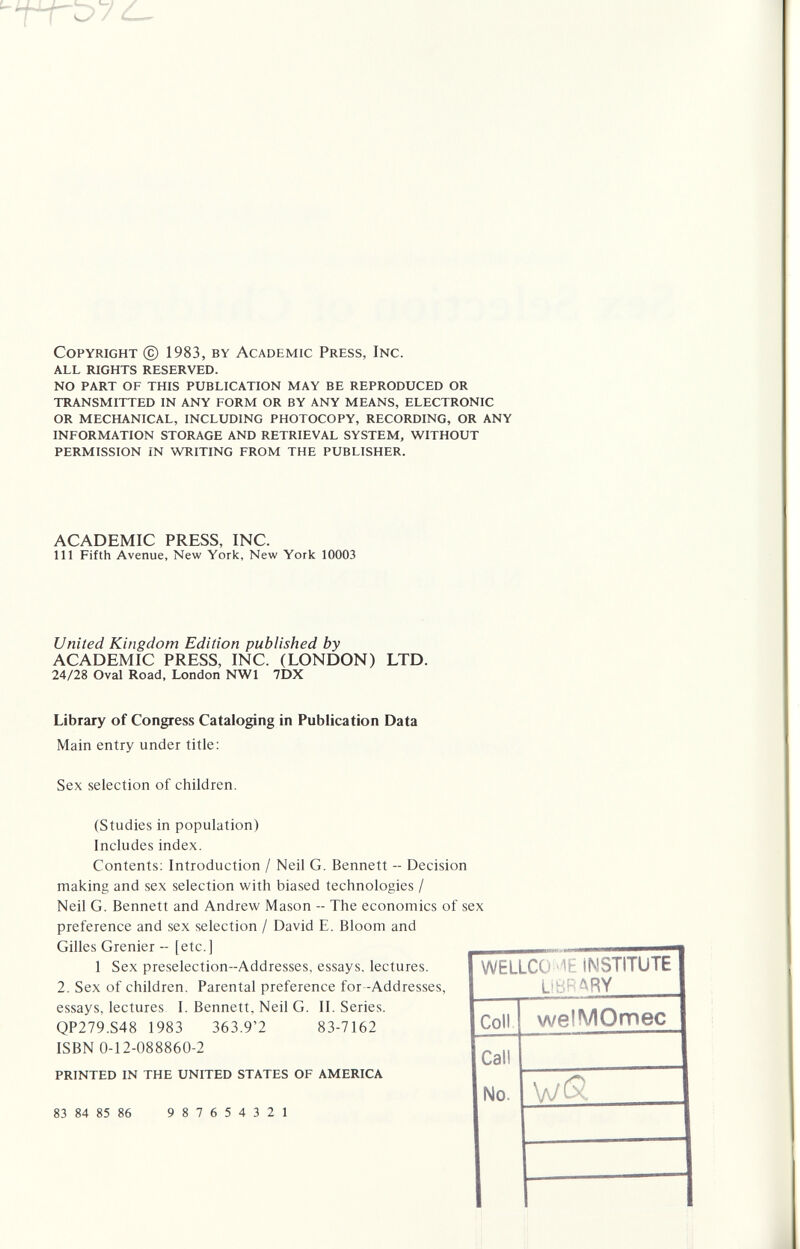 COPYRIGHT © 1983, BY ACADEMIC PRESS, INC.
ALL RIGHTS RESERVED.
NO PART OF THIS PUBLICATION MAY BE REPRODUCED OR
TRANSMITTED IN ANY FORM OR BY ANY MEANS, ELECTRONIC
OR MECHANICAL, INCLUDING PHOTOCOPY, RECORDING, OR ANY
INFORMATION STORAGE AND RETRIEVAL SYSTEM, WITHOUT
PERMISSION IN WRITING FROM THE PUBLISHER.
ACADEMIC PRESS, INC.
111 Fifth Avenue, New York, New York 10003
United Kingdom Edition published by
ACADEMIC PRESS, INC. (LONDON) LTD.
24/28 Oval Road, London NW1 7DX
Library of Congress Cataloging in Publication Data
Main entry under title:
Sex selection of children.
(Studies in population)
Includes index.
Contents: Introduction / Neil G. Bennett -- Decision
making and sex selection with biased technologies /
Neil G. Bennett and Andrew Mason -- The economics of sex
preference and sex selection / David E. Bloom and
Gilles Grenier -- [etc.]
1 Sex preselection--Addresses, essays. lectures.
2. Sex of children. Parental preference for--Addresses,
essays, lectures I. Bennett, Neil G. II. Series.
QP279.S48 1983 363.9'2 83-7162
ISBN 0-12-088860-2
PRINTED IN THE UNITED STATES OF AMERICA
83 84 85 86 9 8 7 6 5 4 3 2 1
WELLCOME INSTITUTE
LIBRARY
Coll. welMOmec
Call
No. WQ